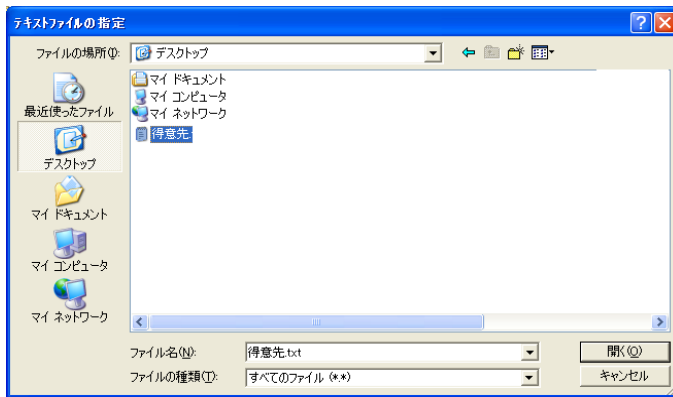 テキストファイルの指定
ファイルの場所(I):
デスクトップ
最近使ったファイル
デスクトップ
マイ ドキュメント
マイ コンピュータ
マイ ネットワーク
マイ ドキュメント
マイ コンピュータ
マイ ネットワーク
得意先
ファイル名(N):
得意先.txt
開く(O)
ファイルの種類(T):
すべてのファイル (*.*)
キャンセル